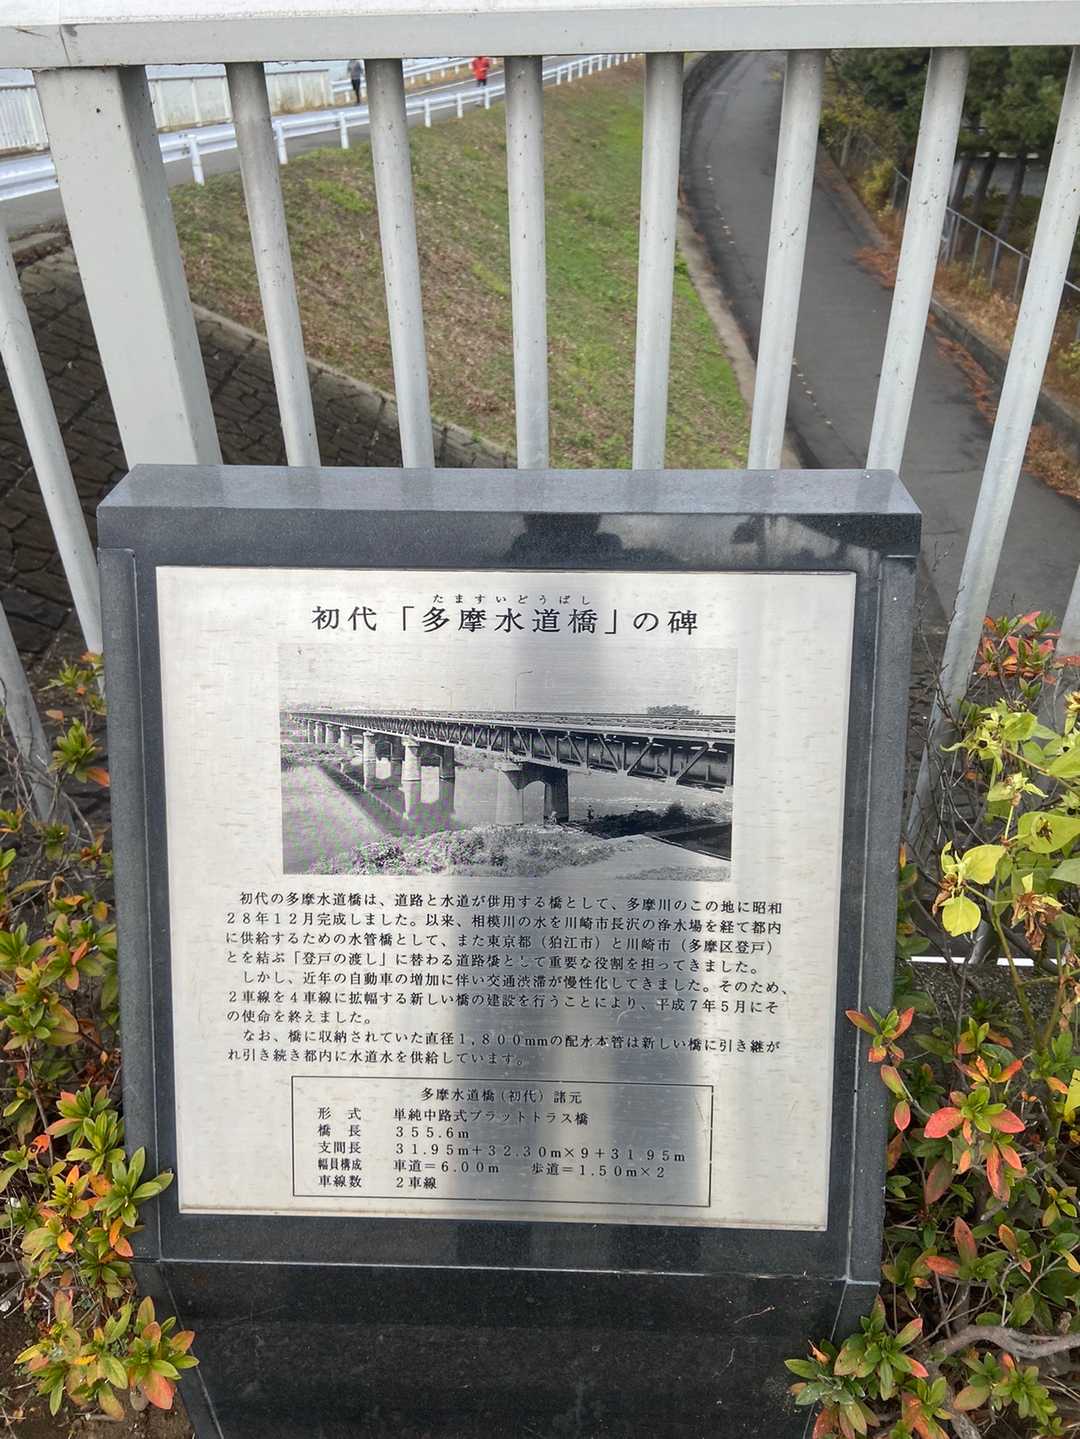 たますいどうばし
初代「多摩水道橋」の碑
初代の多摩水道橋は、道路と水道が供用する橋として、多摩川のこの地に昭和
28年12月完成しました。以来、相模川の水を川崎市長沢の浄水場を経て都内
に供給するための水管橋として、また東京都(狛江市)と川崎市(多摩区登戸)
とを結ぶ「登戸の渡し」に替わる道路橋として重要な役割を担ってきました。
しかし、近年の自動車の増加に伴い交通渋滞が慢性化してきました。そのため、
2車線を4車線に拡幅する新しい橋の建設を行うことにより、平成7年5月にそ
の使命を終えました。
なお、橋に収納されていた直径1,800mmの配水本管は新しい橋に引き継が
れ引き続き都内に水道水を供給しています。
多摩水道橋(初代)諸元
形 式 単純中路式プラットトラス橋
橋 長 355.6m
支間長 31.95m+32.30m×9+31.95m
幅員構成 車道=6.00m 歩道=1.50m×2
車線数 2車線